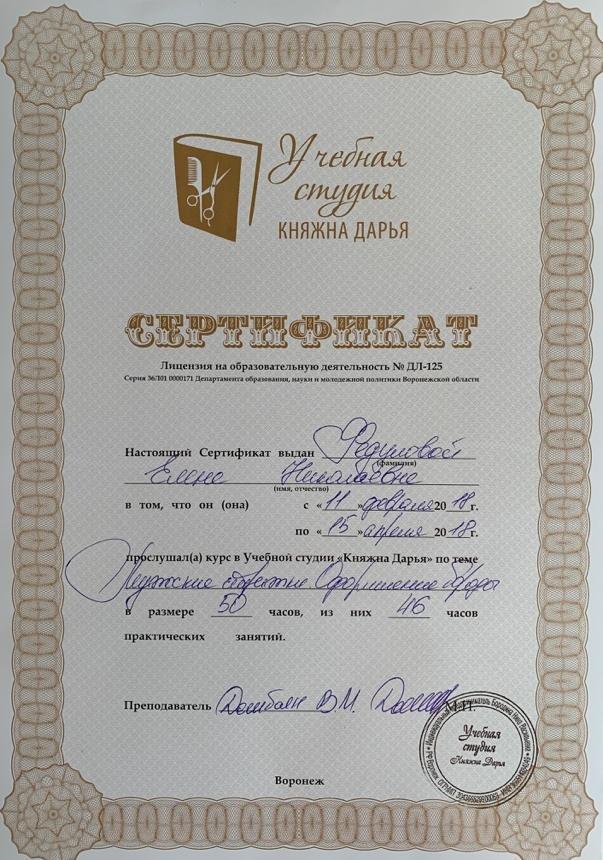 Учебная
студия
КНЯЖНА ДАРЬЯ
СЕРТИФИКАТ
Лицензия на образовательную деятельность № ДЛ-125
Серия 36Л01 0000171 Департамента образования, науки и молодежной политики Воронежской области
Настоящий Сертификат выдан Федуловой
(фамилия)
Елене Николаевне
(имя, отчество)
в том, что он (она) с «11» февраля 2018г.
по «15» апреля 2018г.
прослушал(а) курс в Учебной студии «Княжна Дарья» по теме
Мужские стрижки Оформление бороды
в размере 50 часов, из них 46 часов
практических занятий.
Преподаватель В.М.
М.П.
Учебная
студия
Княжна Дарья
Воронеж